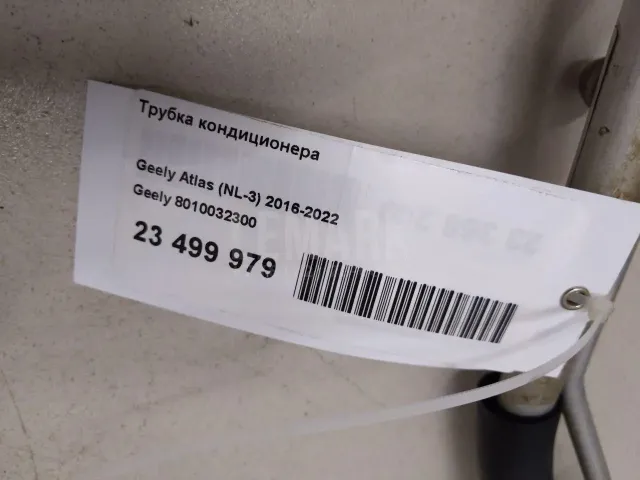 Трубка кондиционера
Geely Atlas (NL-3) 2016-2022
Geely 8010032300
23 499 979